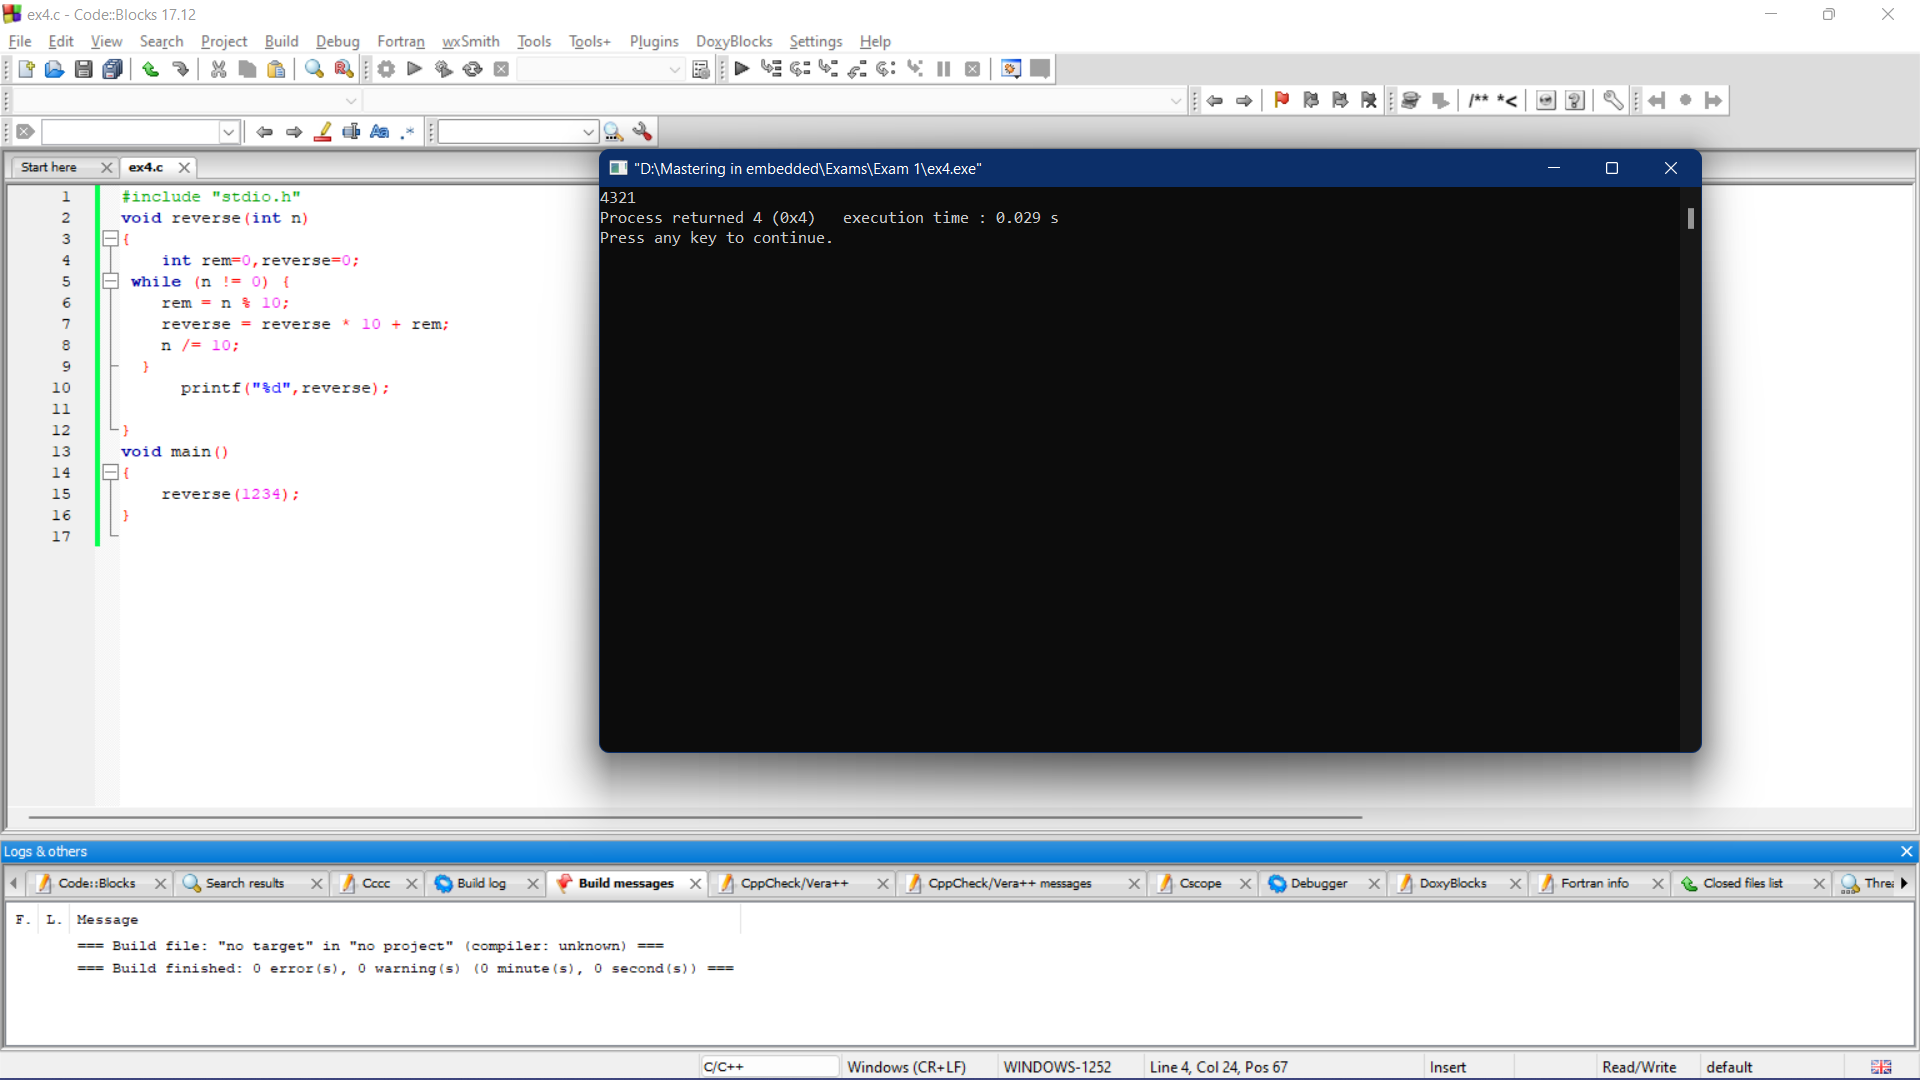 ex4.c - Code::Blocks 17.12
File Edit View Search Project Build Debug Fortran wxSmith Tools Tools+ Plugins DoxyBlocks Settings Help
/** *<
Aa .*
Start here ex4.c
"D:\Mastering in embedded\Exams\Exam 1\ex4.exe"
4321
Process returned 4 (0x4)   execution time : 0.029 s
Press any key to continue.
1 #include "stdio.h"
2 void reverse(int n)
3 {
4     int rem=0,reverse=0;
5  while (n != 0) {
6     rem = n % 10;
7     reverse = reverse * 10 + rem;
8     n /= 10;
9   }
10       printf("%d",reverse);
11
12 }
13 void main()
14 {
15     reverse(1234);
16 }
17
Logs & others
Code::Blocks Search results Cccc Build log Build messages CppCheck/Vera++ CppCheck/Vera++ messages Cscope Debugger DoxyBlocks Fortran info Closed files list Threa
F. L. Message
=== Build file: "no target" in "no project" (compiler: unknown) ===
=== Build finished: 0 error(s), 0 warning(s) (0 minute(s), 0 second(s)) ===
C/C++ Windows (CR+LF) WINDOWS-1252 Line 4, Col 24, Pos 67 Insert Read/Write default